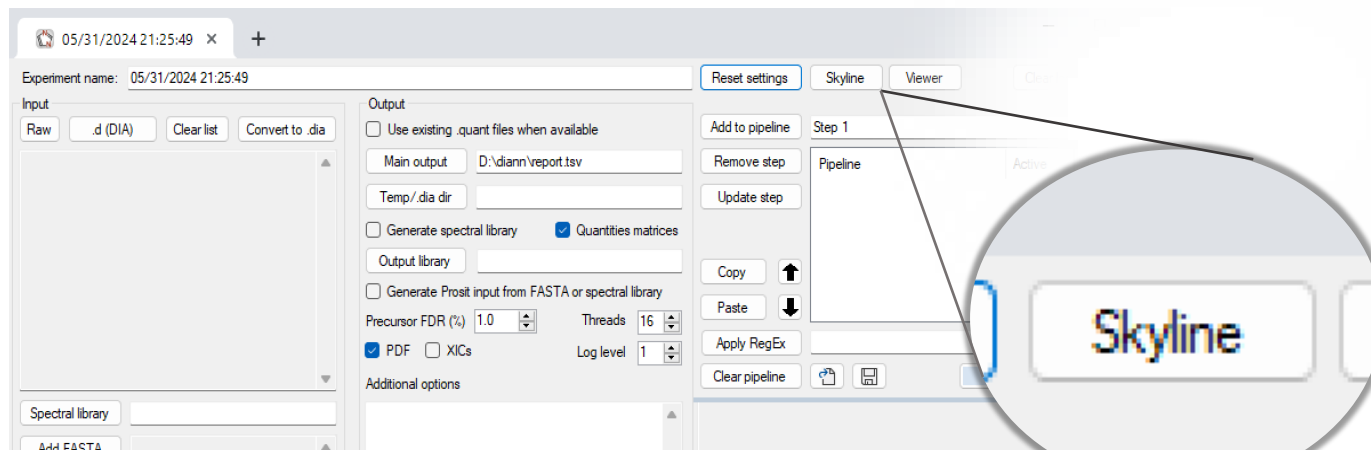 05/31/2024 21:25:49 × +
Experiment name: 05/31/2024 21:25:49
Reset settings Skyline Viewer
Input
Raw .d (DIA) Clear list Convert to .dia
Output
Use existing .quant files when available
Main output D:\diann\report.tsv
Temp/.dia dir
Generate spectral library Quantities matrices
Output library
Generate Prosit input from FASTA or spectral library
Precursor FDR (%) 1.0 Threads 16
PDF XICs Log level 1
Additional options
Add to pipeline Step 1
Remove step Pipeline Active
Update step
Copy
Paste
Apply RegEx
Clear pipeline
Spectral library
Add FASTA
Skyline